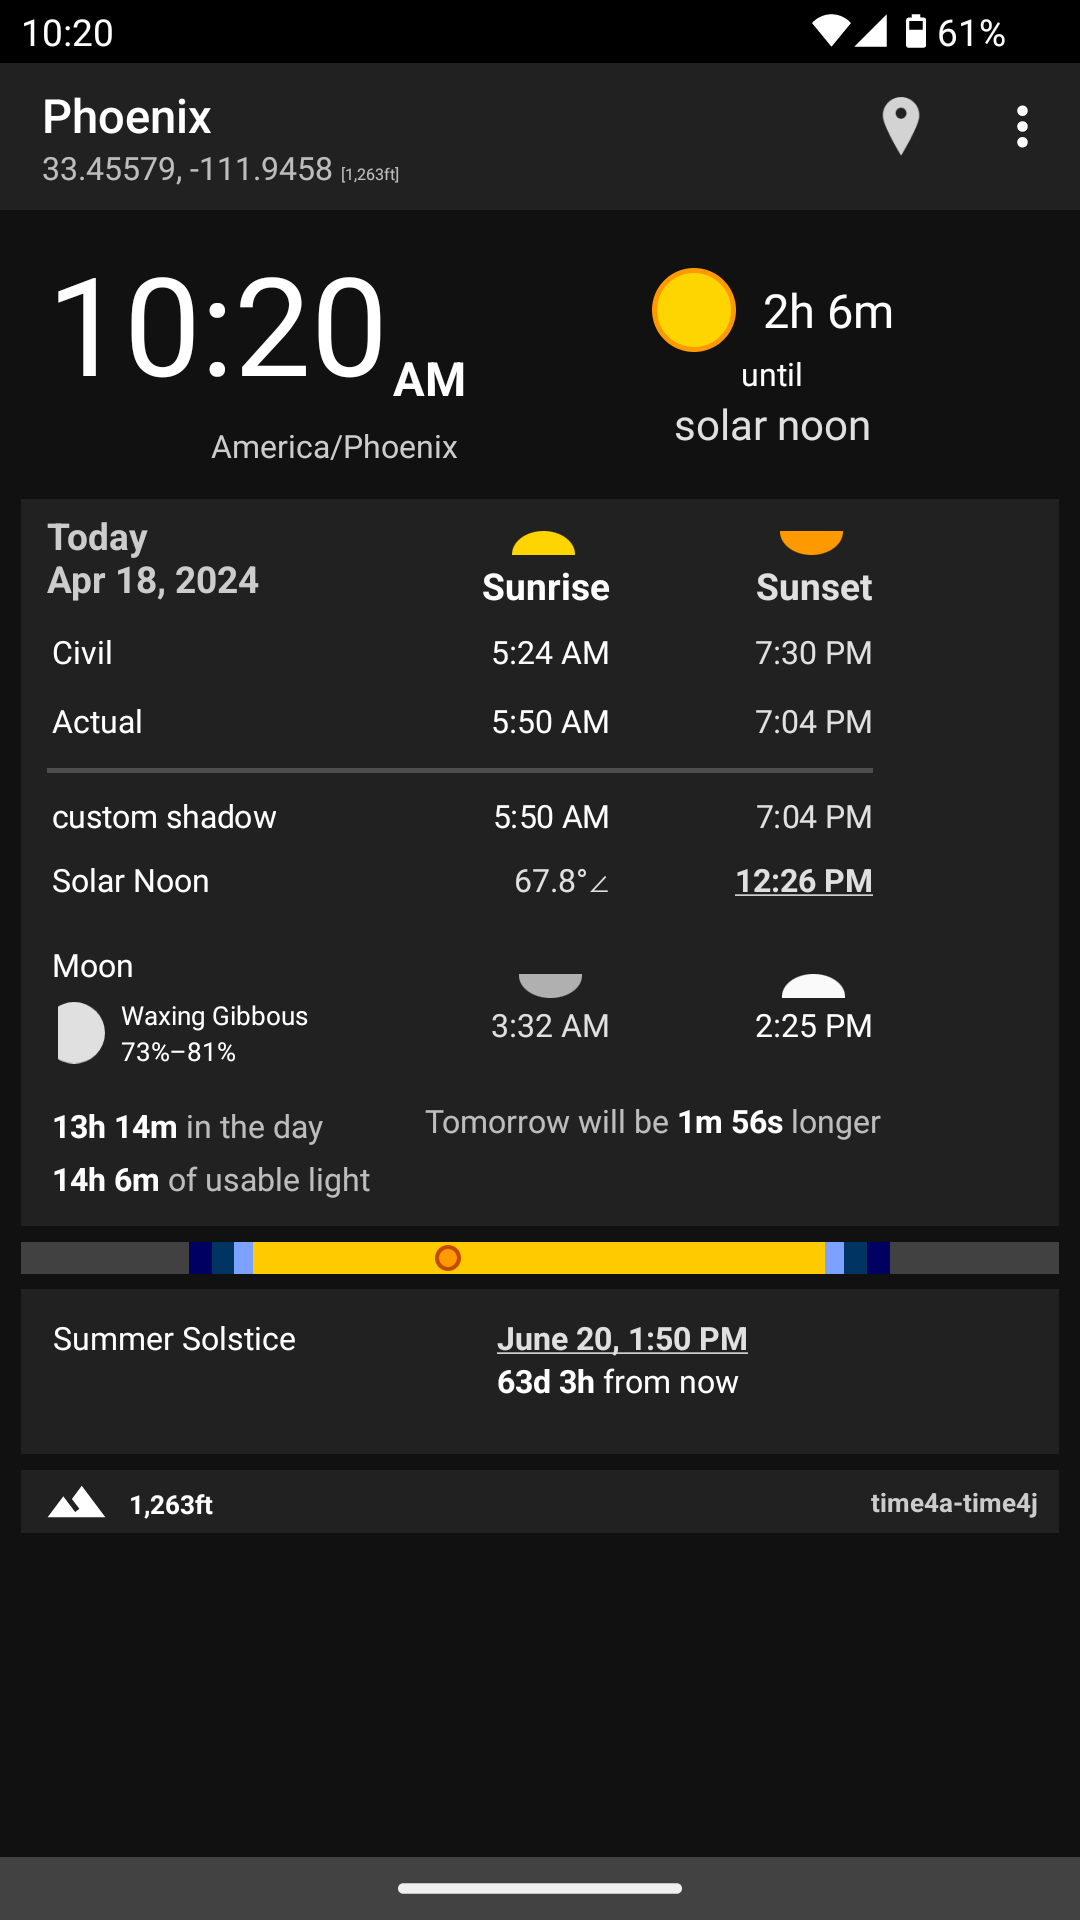 10:20
61%
Phoenix
33.45579, -111.9458 [1,263ft]
10:20 AM
America/Phoenix
2h 6m
until
solar noon
Today
Apr 18, 2024
Sunrise Sunset
Civil 5:24 AM 7:30 PM
Actual 5:50 AM 7:04 PM
custom shadow 5:50 AM 7:04 PM
Solar Noon 67.8°∠ 12:26 PM
Moon
Waxing Gibbous
73%–81%
3:32 AM 2:25 PM
13h 14m in the day
Tomorrow will be 1m 56s longer
14h 6m of usable light
Summer Solstice June 20, 1:50 PM
63d 3h from now
1,263ft time4a-time4j